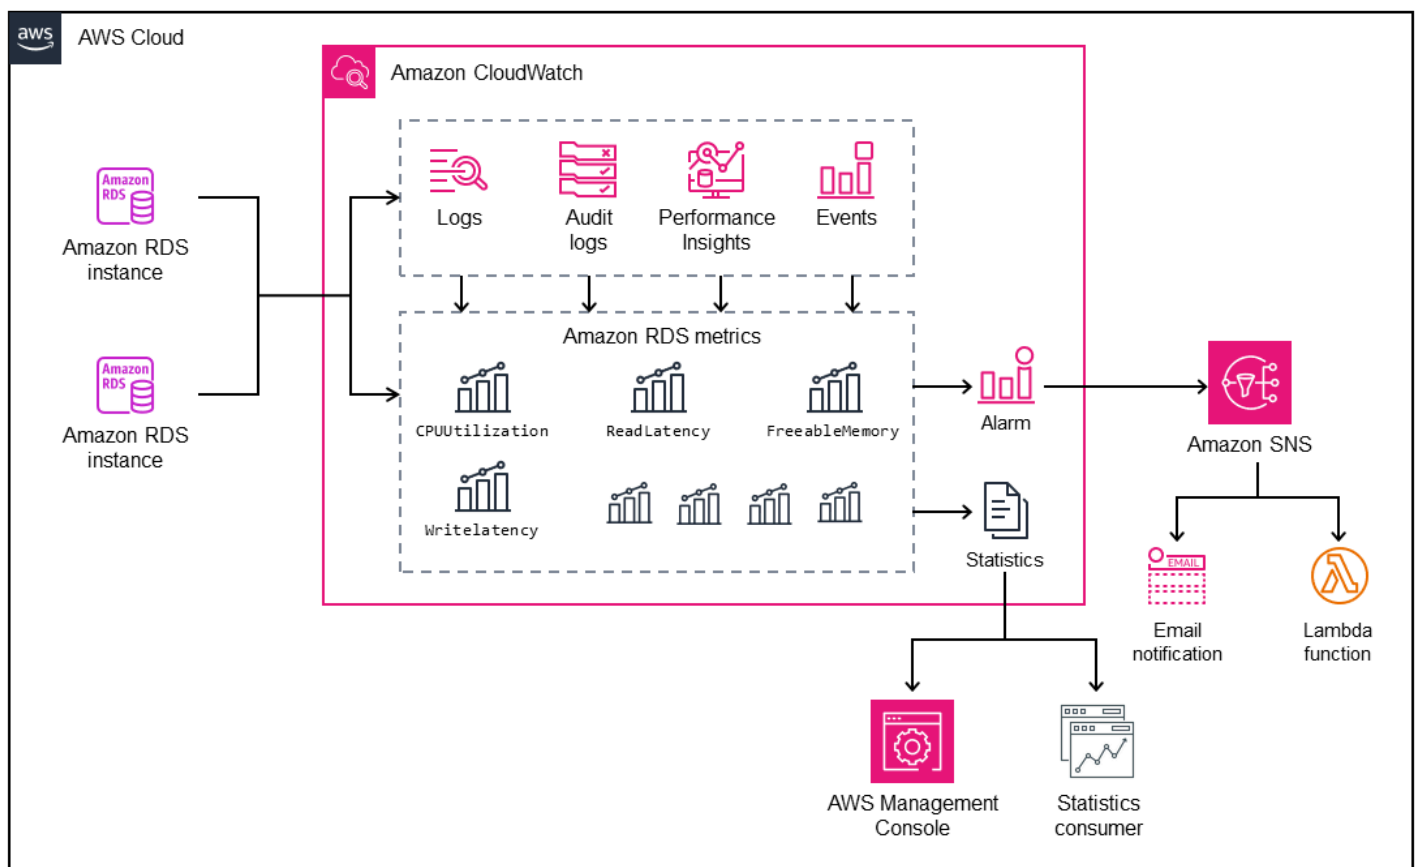 aws
AWS Cloud
Amazon CloudWatch
Amazon
RDS
Amazon RDS
instance
Logs
Audit
logs
Performance
Insights
Events
Amazon RDS metrics
Amazon
RDS
Amazon RDS
instance
CPUUtilization
ReadLatency
FreeableMemory
Writelatency
Alarm
Statistics
Amazon SNS
EMAIL
Email
notification
Lambda
function
AWS Management
Console
Statistics
consumer